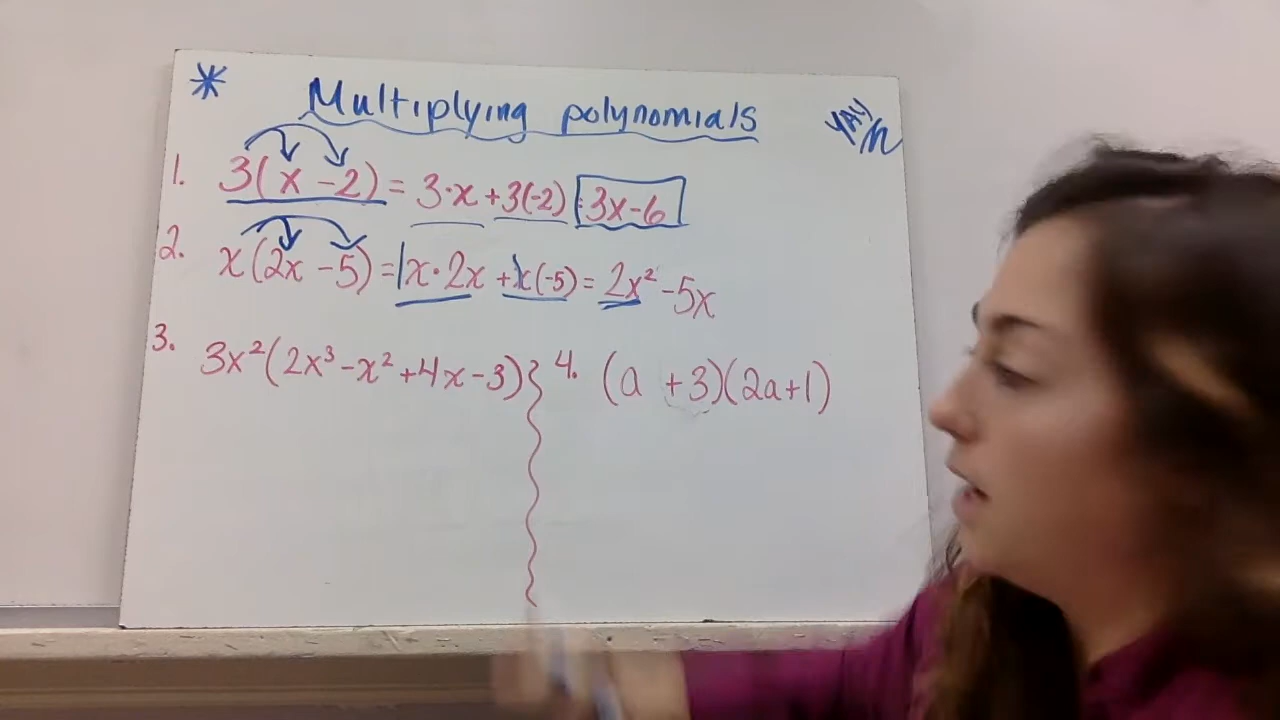 * Multiplying polynomials YAY
1. 3(x -2) = 3·x +3(-2) 3x-6
2. x(2x -5) = x·2x + x(-5) = 2x² -5x
3. 3x²(2x³ -x² +4x -3) 4. (a +3)(2a+1)